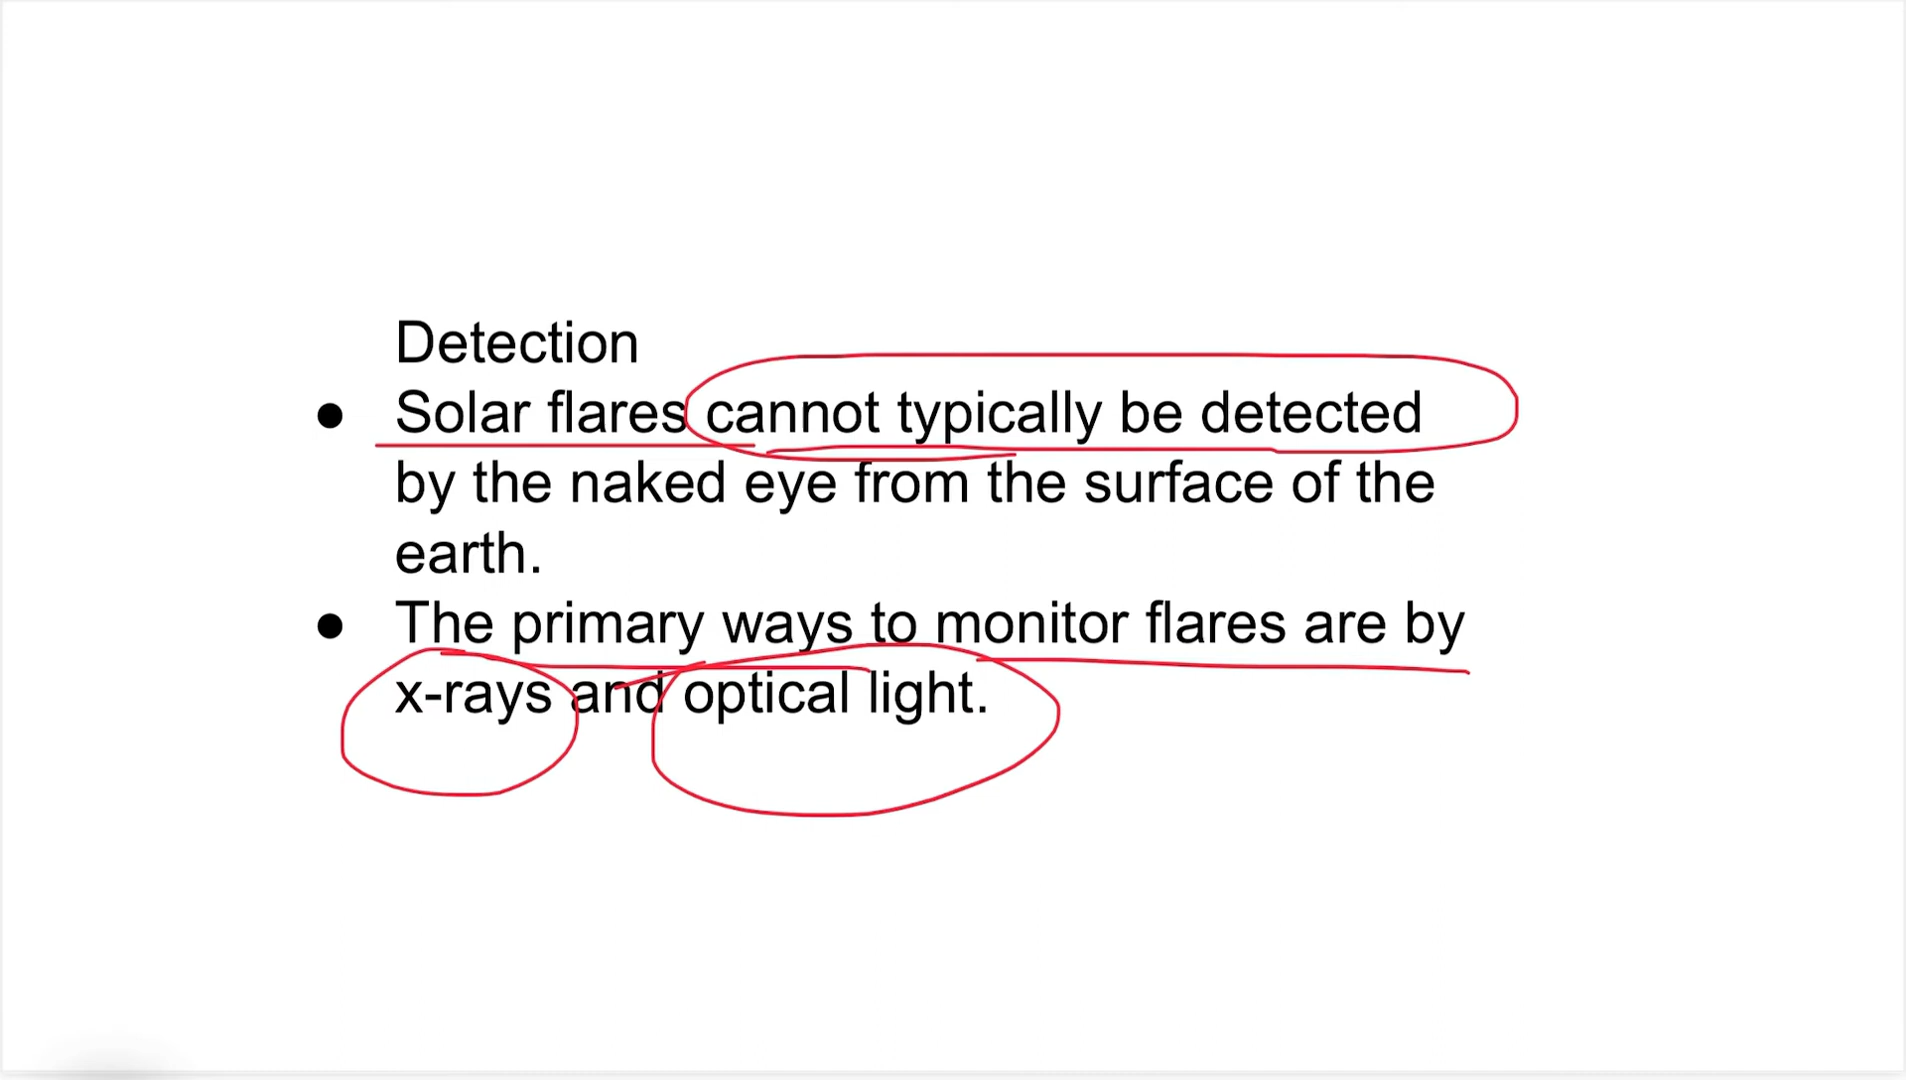 Detection
● Solar flares cannot typically be detected
by the naked eye from the surface of the
earth.
● The primary ways to monitor flares are by
x-rays and optical light.